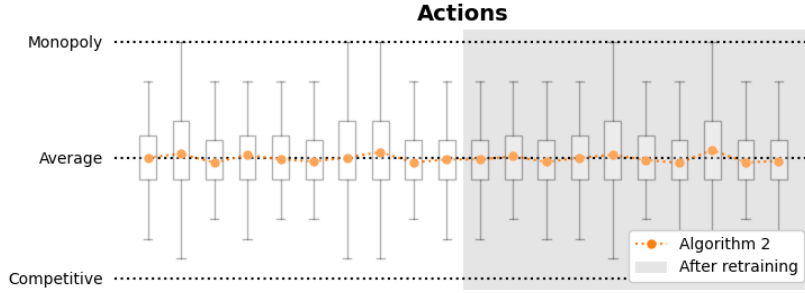 Actions
Monopoly
Average
Competitive
Algorithm 2
After retraining